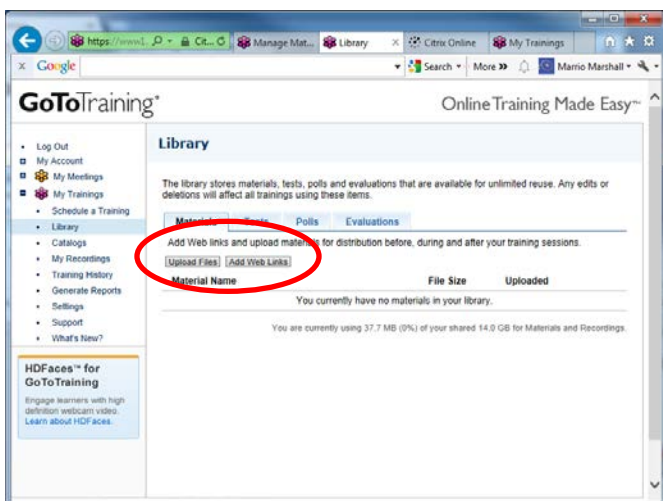 https://www1.
Cit...
Manage Mat...
Library
Citrix Online
My Trainings
x Google
Search
More »
Marrio Marshall
GoToTraining
Online Training Made Easy™
Log Out
My Account
My Meetings
My Trainings
Schedule a Training
Library
Catalogs
My Recordings
Training History
Generate Reports
Settings
Support
What's New?
HDFaces™ for
GoToTraining
Engage learners with high
definition webcam video.
Learn about HDFaces.
Library
The library stores materials, tests, polls and evaluations that are available for unlimited reuse. Any edits or
deletions will affect all trainings using these items.
Materials Tests Polls Evaluations
Add Web links and upload materials for distribution before, during and after your training sessions.
Upload Files Add Web Links
Material Name File Size Uploaded
You currently have no materials in your library.
You are currently using 37.7 MB (0%) of your shared 14.0 GB for Materials and Recordings.